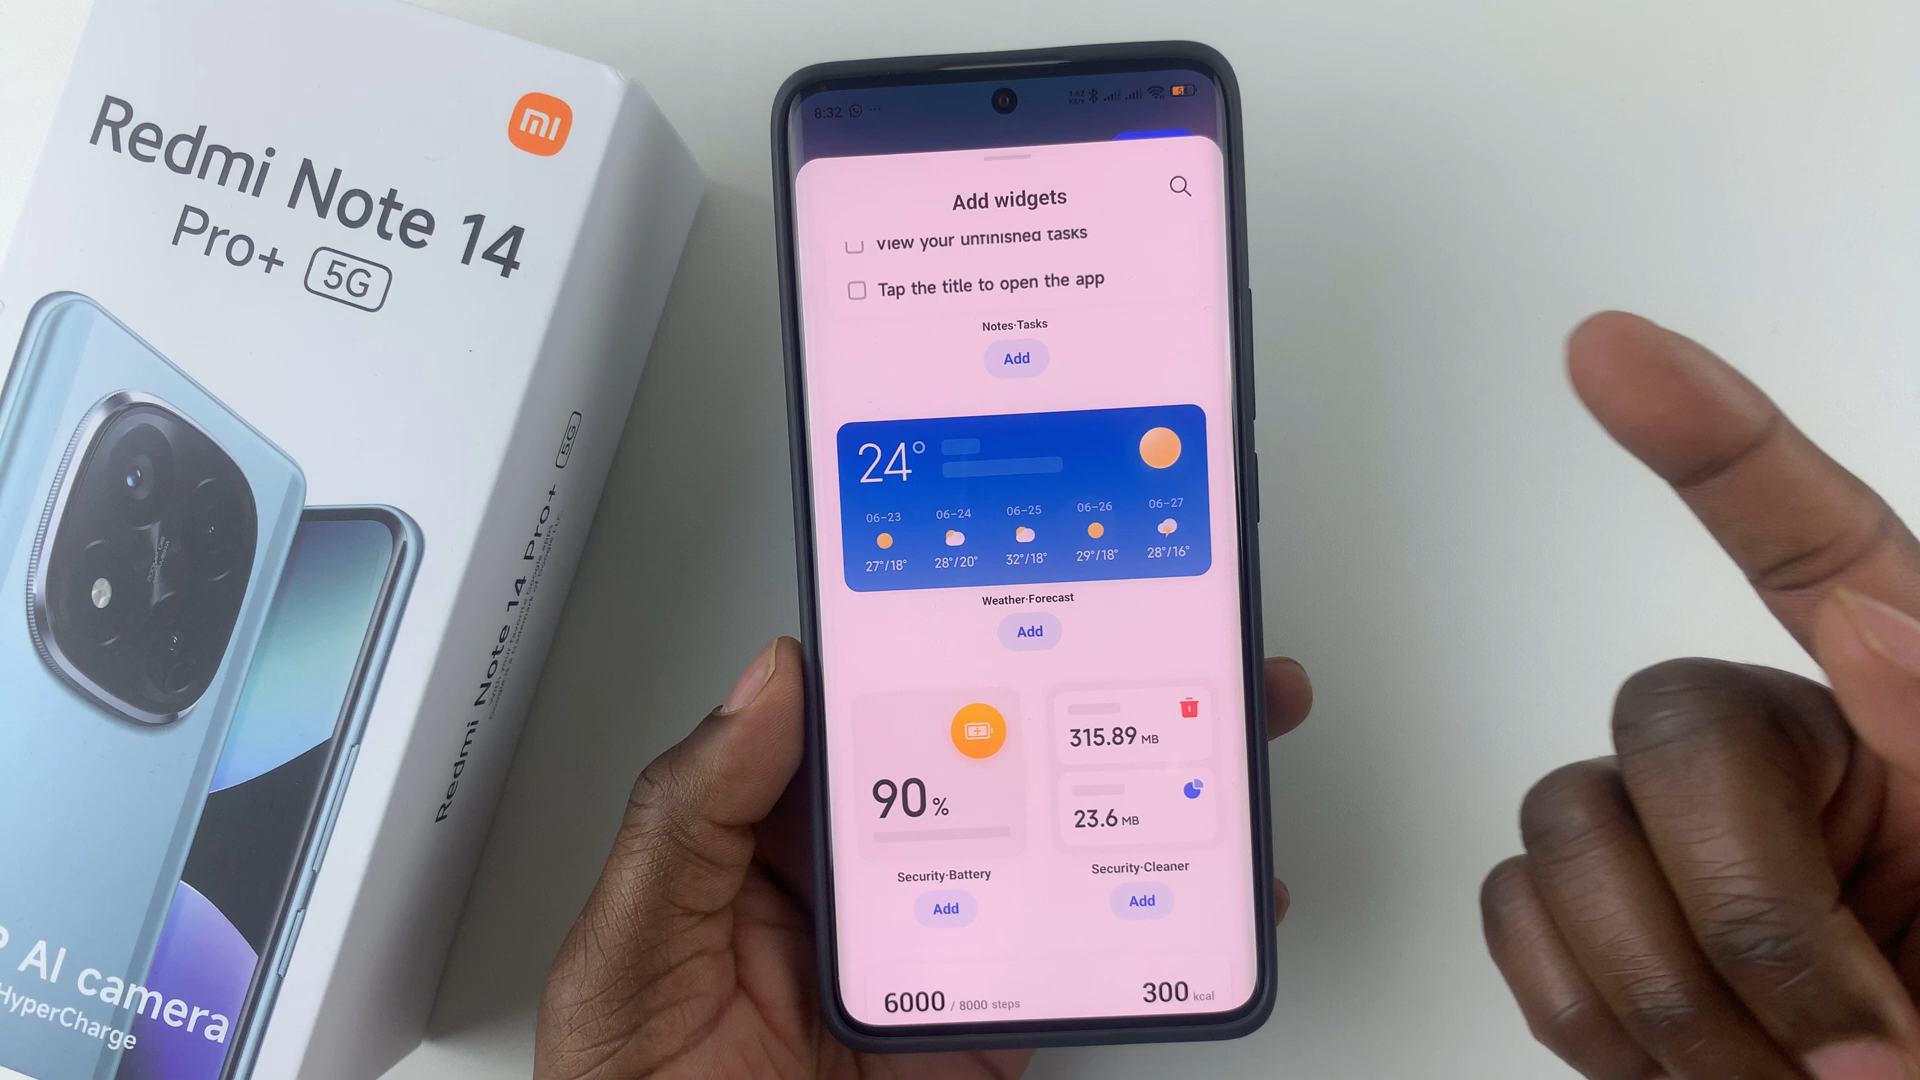 Redmi Note 14
Pro+ 5G
mi
Redmi Note 14 Pro+ 5G
AI camera
HyperCharge
8:32
Add widgets
View your unfinished tasks
Tap the title to open the app
Notes·Tasks
Add
24°
06-23 06-24 06-25 06-26 06-27
27°/18° 28°/20° 32°/18° 29°/18° 28°/16°
Weather·Forecast
Add
90%
315.89 MB
23.6 MB
Security·Battery
Security·Cleaner
Add
Add
6000 / 8000 steps
300 kcal